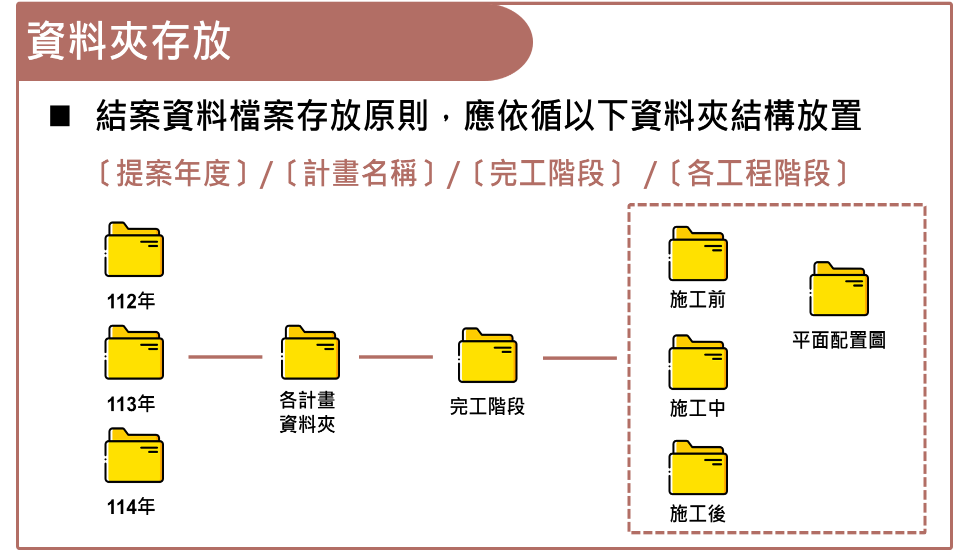 資料夾存放
■ 結案資料檔案存放原則，應依循以下資料夾結構放置
〔提案年度〕/〔計畫名稱〕/〔完工階段〕 /〔各工程階段〕
112年
113年
114年
各計畫
資料夾
完工階段
施工前
施工中
施工後
平面配置圖